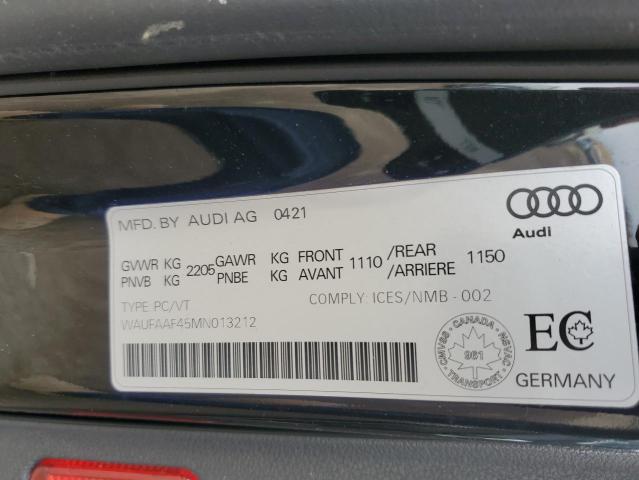 MFD. BY AUDI AG 0421
Audi
GVWR KG 2205 GAWR KG FRONT 1110 /REAR 1150
PNVB KG PNBE KG AVANT /ARRIERE
TYPE: PC/VT COMPLY: ICES/NMB - 002
WAUFAAF45MN013212
CMVSS - CANADA - NSVAC
961
TRANSPORT
EC
GERMANY